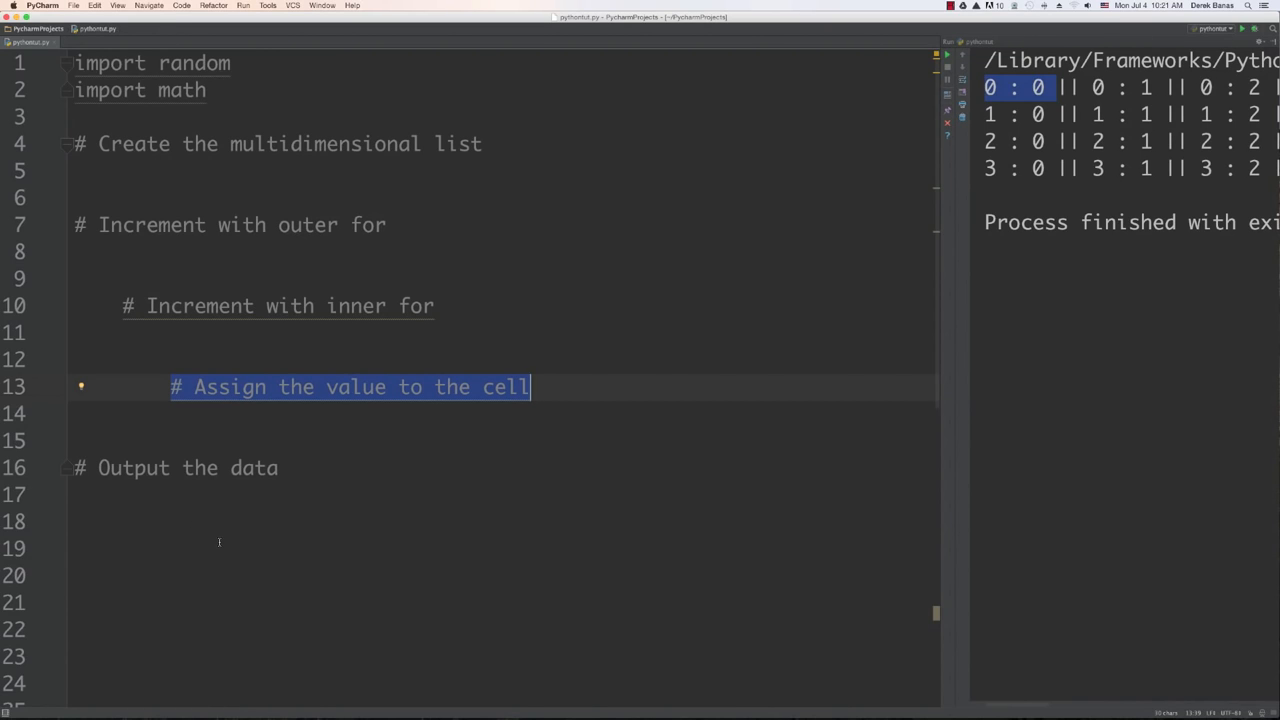 PyCharm File Edit View Navigate Code Refactor Run Tools VCS Window Help
10 Mon Jul 4 10:21 AM Derek Banas
pythontut.py - PycharmProjects - [~/PycharmProjects]
PycharmProjects pythontut.py
pythontut
pythontut.py
Run pythontut
1 import random
2 import math
3
4 # Create the multidimensional list
5
6
7 # Increment with outer for
8
9
10 # Increment with inner for
11
12
13 # Assign the value to the cell
14
15
16 # Output the data
17
18
19
20
21
22
23
24
/Library/Frameworks/Pytho
0 : 0 || 0 : 1 || 0 : 2 |
1 : 0 || 1 : 1 || 1 : 2 |
2 : 0 || 2 : 1 || 2 : 2 |
3 : 0 || 3 : 1 || 3 : 2 |
Process finished with exi
30 chars 13:39 LF‡ UTF-8‡